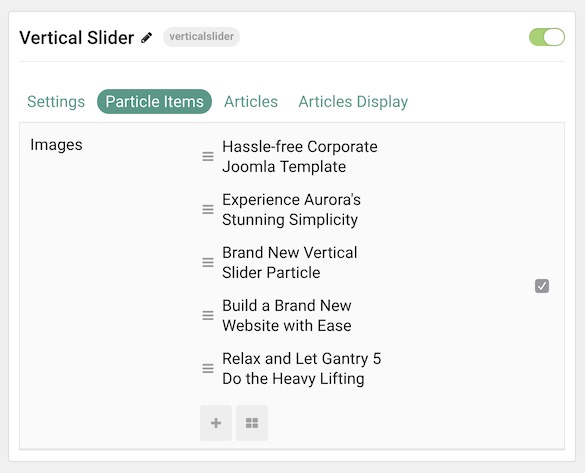 Vertical Slider verticalslider
Settings Particle Items Articles Articles Display
Images
Hassle-free Corporate
Joomla Template
Experience Aurora's
Stunning Simplicity
Brand New Vertical
Slider Particle
Build a Brand New
Website with Ease
Relax and Let Gantry 5
Do the Heavy Lifting